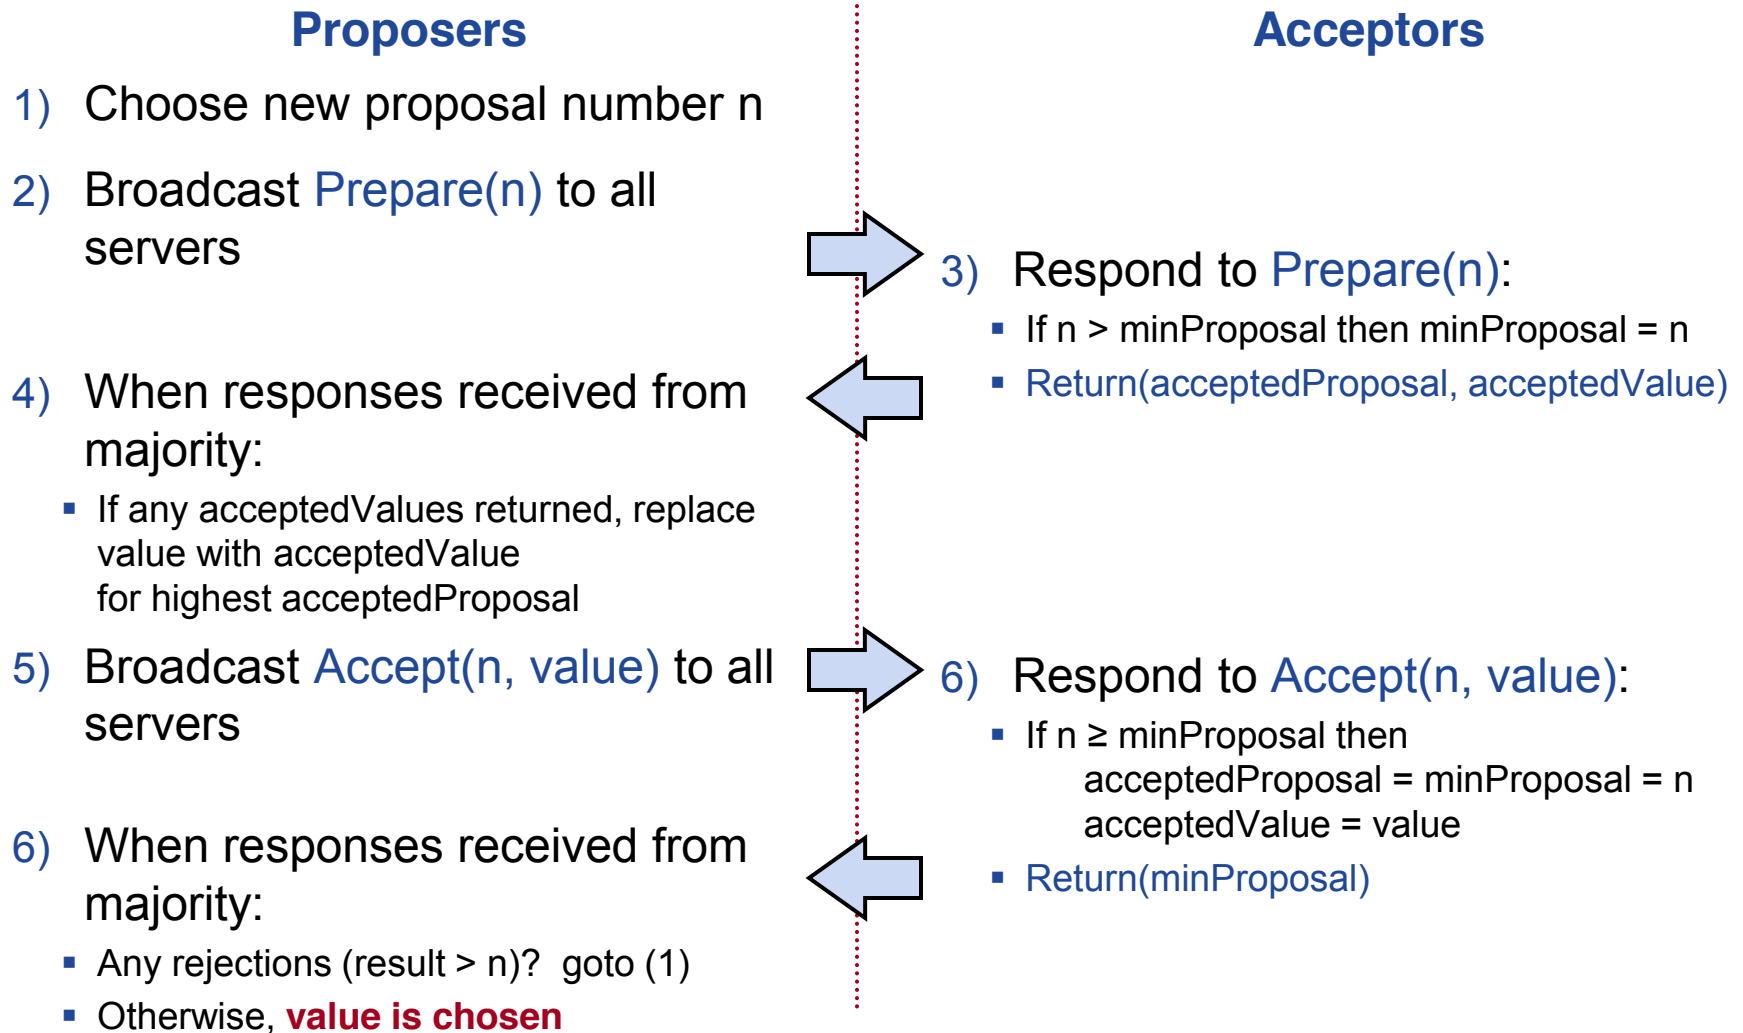 Proposers
Acceptors
1) Choose new proposal number n
2) Broadcast Prepare(n) to all
servers
3) Respond to Prepare(n):
▪ If n > minProposal then minProposal = n
▪ Return(acceptedProposal, acceptedValue)
4) When responses received from
majority:
▪ If any acceptedValues returned, replace
value with acceptedValue
for highest acceptedProposal
5) Broadcast Accept(n, value) to all
servers
6) Respond to Accept(n, value):
▪ If n ≥ minProposal then
acceptedProposal = minProposal = n
acceptedValue = value
▪ Return(minProposal)
6) When responses received from
majority:
▪ Any rejections (result > n)? goto (1)
▪ Otherwise, value is chosen